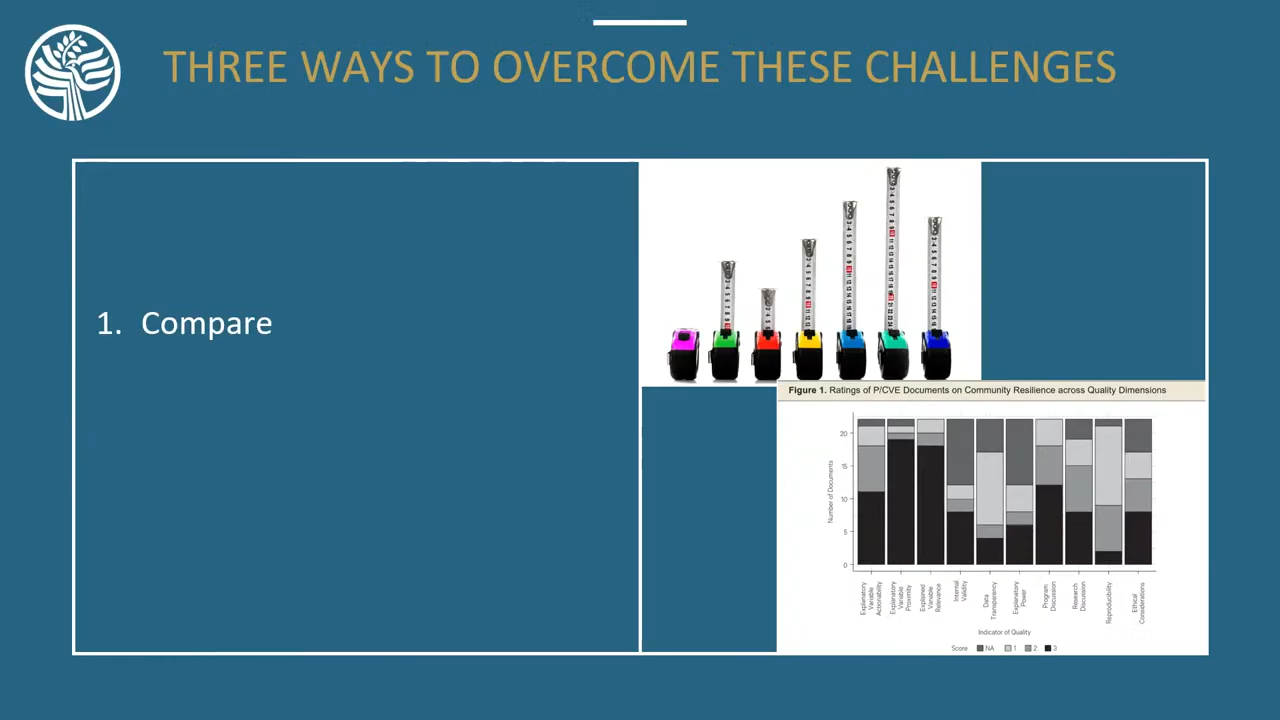 THREE WAYS TO OVERCOME THESE CHALLENGES
1. Compare
Figure 1. Ratings of P/CVE Documents on Community Resilience across Quality Dimensions
Number of Documents
20
15
10
5
0
Explanatory Variable Actionability
Explanatory Variable Proximity
Explained Variable Relevance
Internal Validity
Data Transparency
Explanatory Power
Program Discussion
Research Discussion
Reproducibility
Ethical Considerations
Indicator of Quality
Score NA 1 2 3